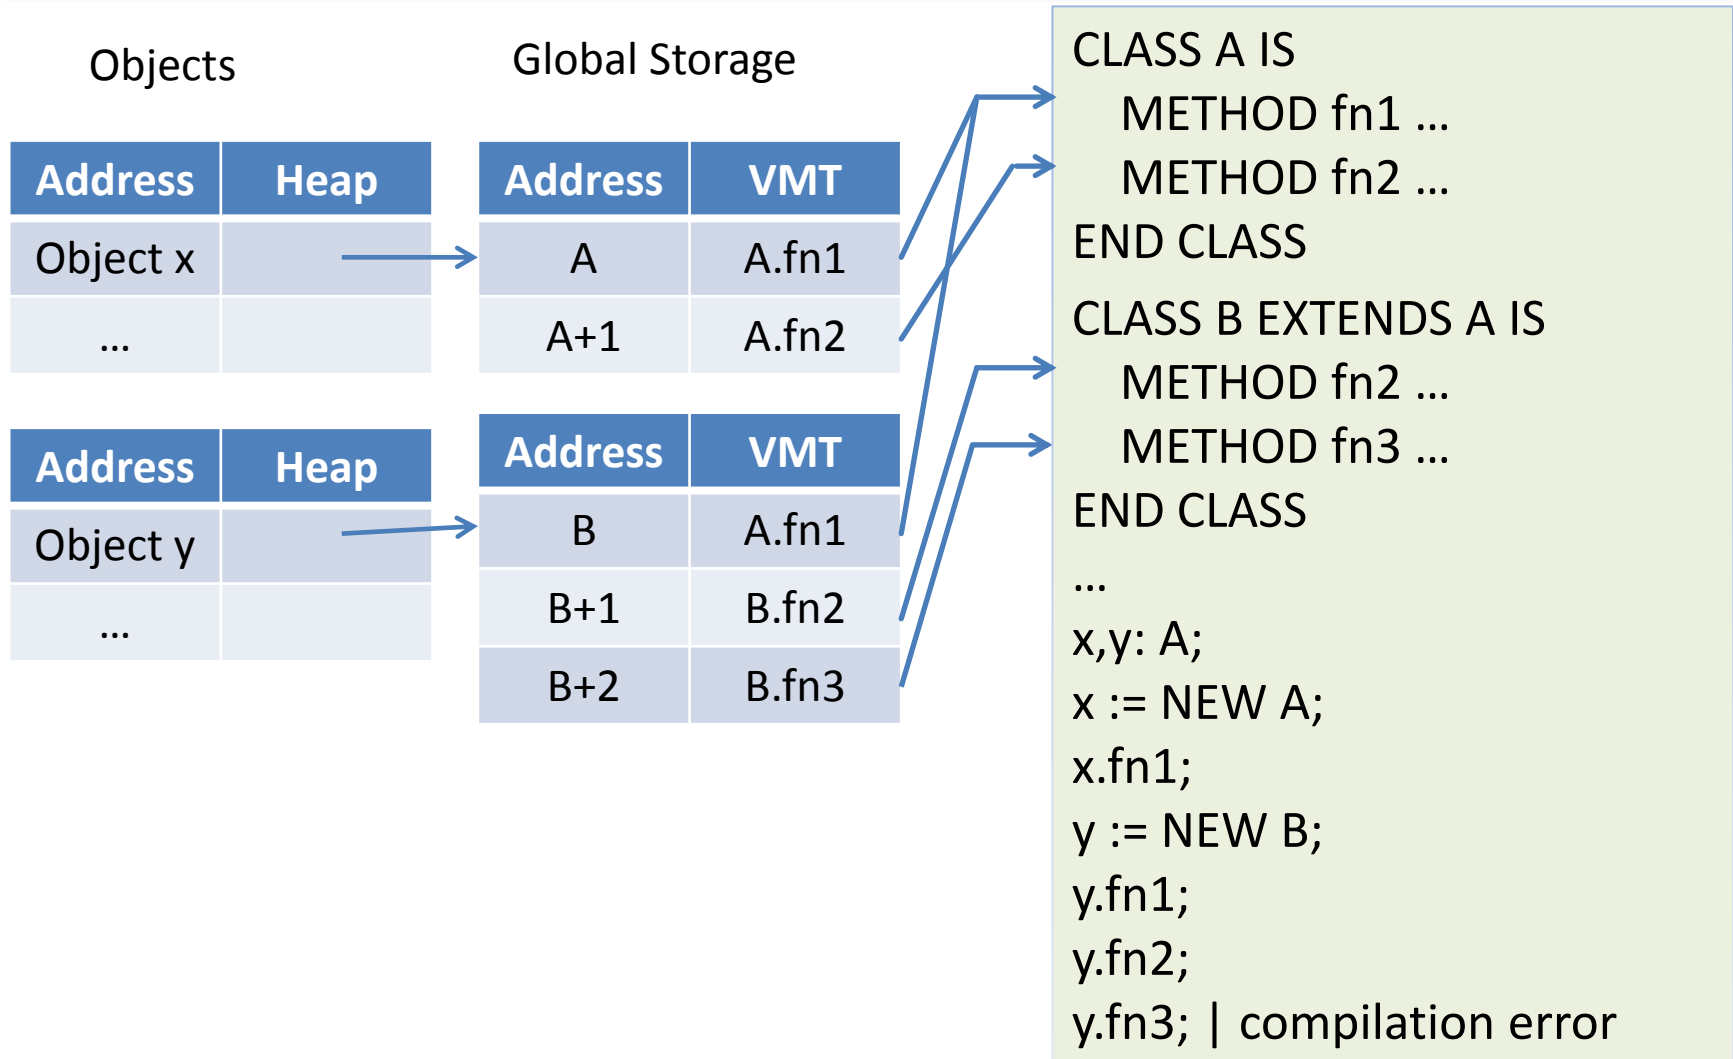 Objects
Address Heap
Object x
...
Address Heap
Object y
...
Global Storage
Address VMT
A A.fn1
A+1 A.fn2
Address VMT
B A.fn1
B+1 B.fn2
B+2 B.fn3
CLASS A IS
METHOD fn1 ...
METHOD fn2 ...
END CLASS
CLASS B EXTENDS A IS
METHOD fn2 ...
METHOD fn3 ...
END CLASS
...
x,y: A;
x := NEW A;
x.fn1;
y := NEW B;
y.fn1;
y.fn2;
y.fn3; | compilation error